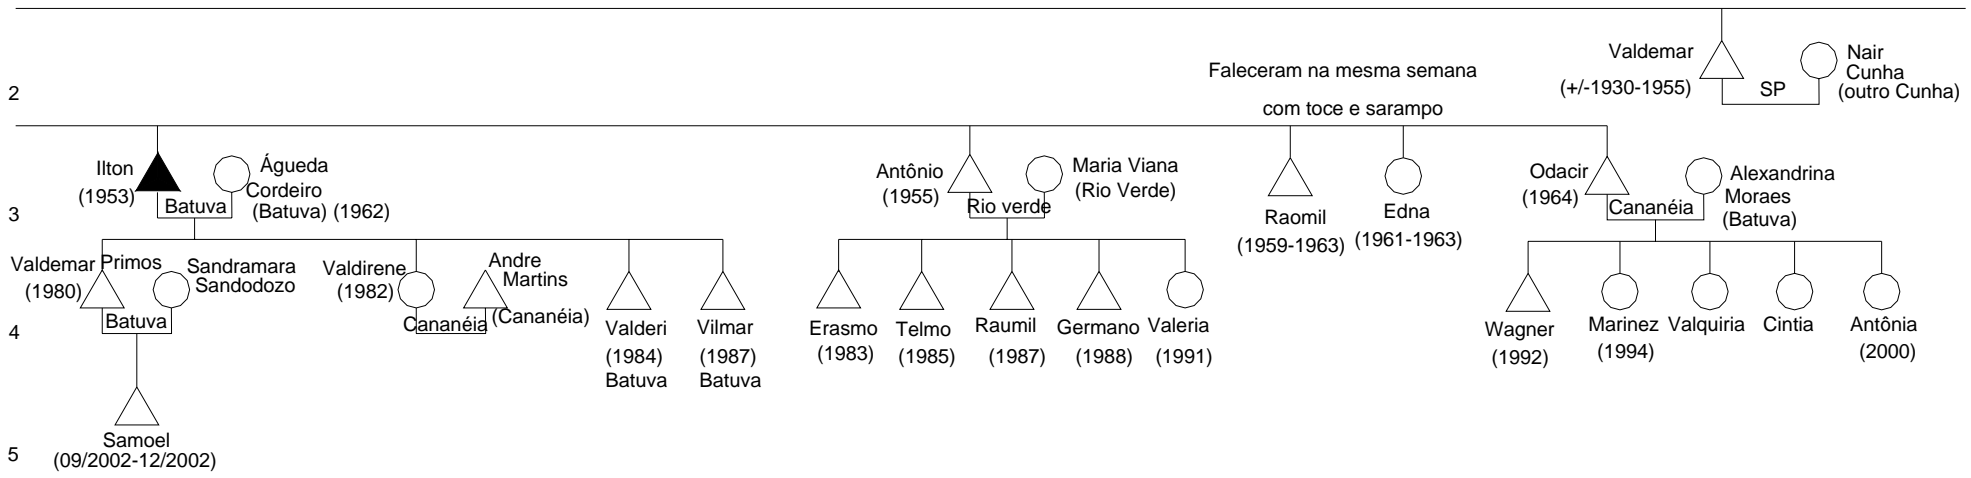 Valdemar
(+/-1930-1955)
SP
Nair
Cunha
(outro Cunha)
2
Faleceram na mesma semana
com toce e sarampo
Ilton
(1953)
Batuva
Águeda
Cordeiro
(Batuva) (1962)
Antônio
(1955)
Rio verde
Maria Viana
(Rio Verde)
Raomil
(1959-1963)
Edna
(1961-1963)
Odacir
(1964)
Cananéia
Alexandrina
Moraes
(Batuva)
3
Valdemar
(1980)
Primos
Batuva
Sandramara
Sandodozo
Valdirene
(1982)
Cananéia
Andre
Martins
(Cananéia)
Valderi
(1984)
Batuva
Vilmar
(1987)
Batuva
Erasmo
(1983)
Telmo
(1985)
Raumil
(1987)
Germano
(1988)
Valeria
(1991)
Wagner
(1992)
Marinez
(1994)
Valquiria
Cintia
Antônia
(2000)
4
Samoel
(09/2002-12/2002)
5